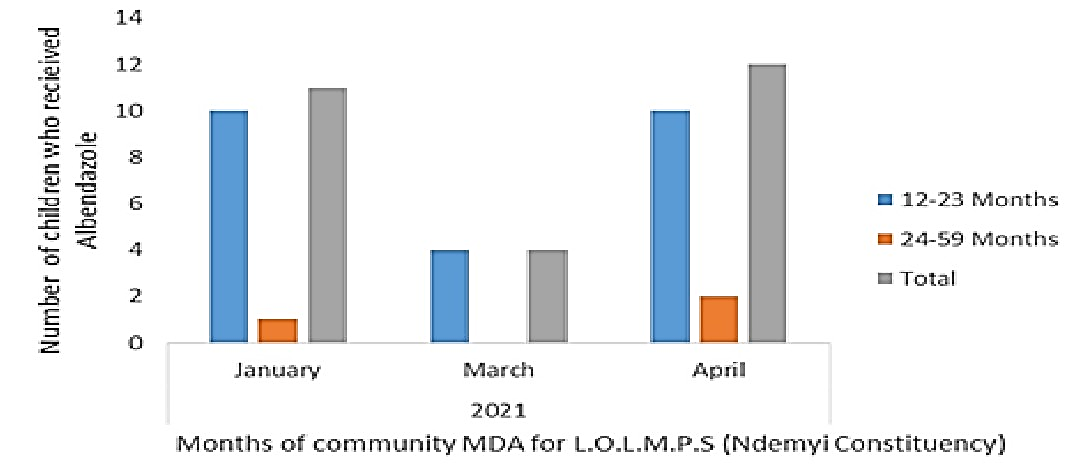 Number of children who recieived
Albendazole
14
12
10
8
6
4
2
0
January March April
2021
Months of community MDA for L.O.L.M.P.S (Ndemyi Constituency)
12-23 Months
24-59 Months
Total